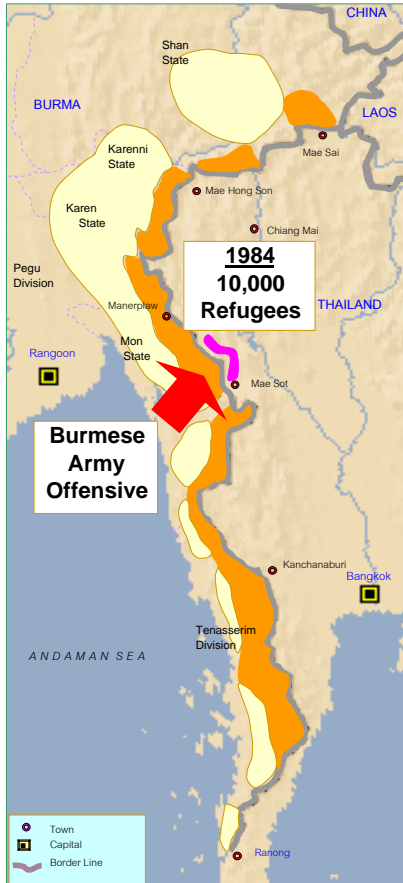 CHINA
Shan
State
BURMA
LAOS
Mae Sai
Karenni
State
Mae Hong Son
Karen
State
Chiang Mai
1984
10,000
Refugees
Pegu
Division
THAILAND
Manerplaw
Mon
State
Rangoon
Mae Sot
Burmese
Army
Offensive
Kanchanaburi
Bangkok
Tenasserim
Division
ANDAMAN SEA
Town
Capital
Border Line
Ranong